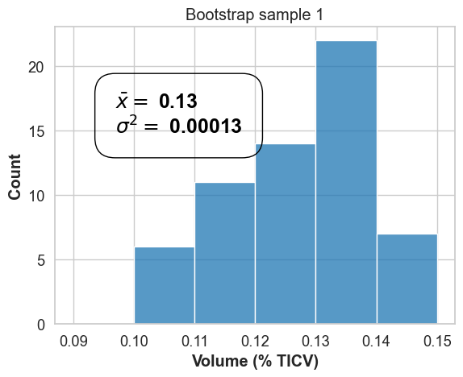 Bootstrap sample 1
Count
20
15
10
5
0
x̄ = 0.13
σ² = 0.00013
0.09 0.10 0.11 0.12 0.13 0.14 0.15
Volume (% TICV)